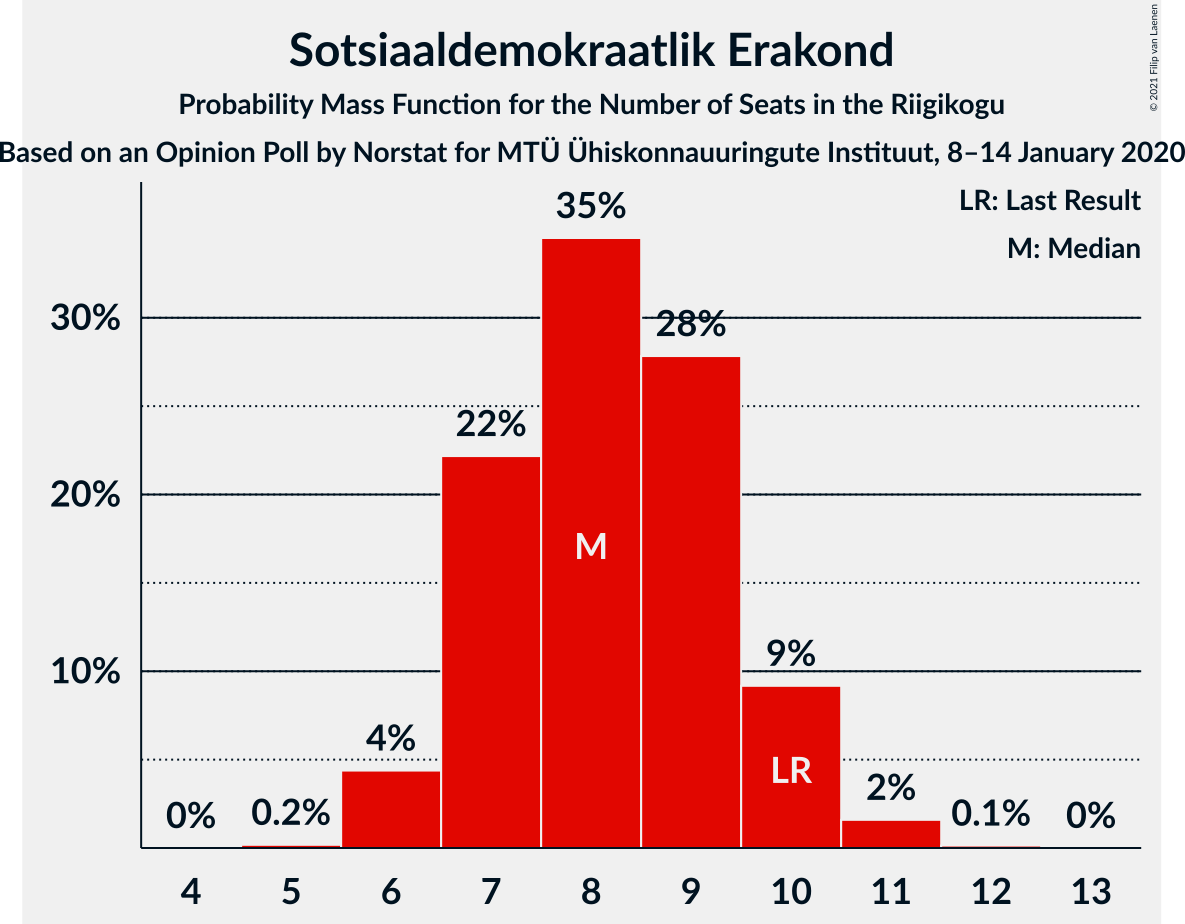 Sotsiaaldemokraatlik Erakond
Probability Mass Function for the Number of Seats in the Riigikogu
Based on an Opinion Poll by Norstat for MTÜ Ühiskonnauuringute Instituut, 8–14 January 2020
© 2021 Filip van Laenen
LR: Last Result
M: Median
35%
30%
28%
22%
20%
M
10%
9%
4%
LR
2%
0%
0.2%
0.1%
0%
4 5 6 7 8 9 10 11 12 13